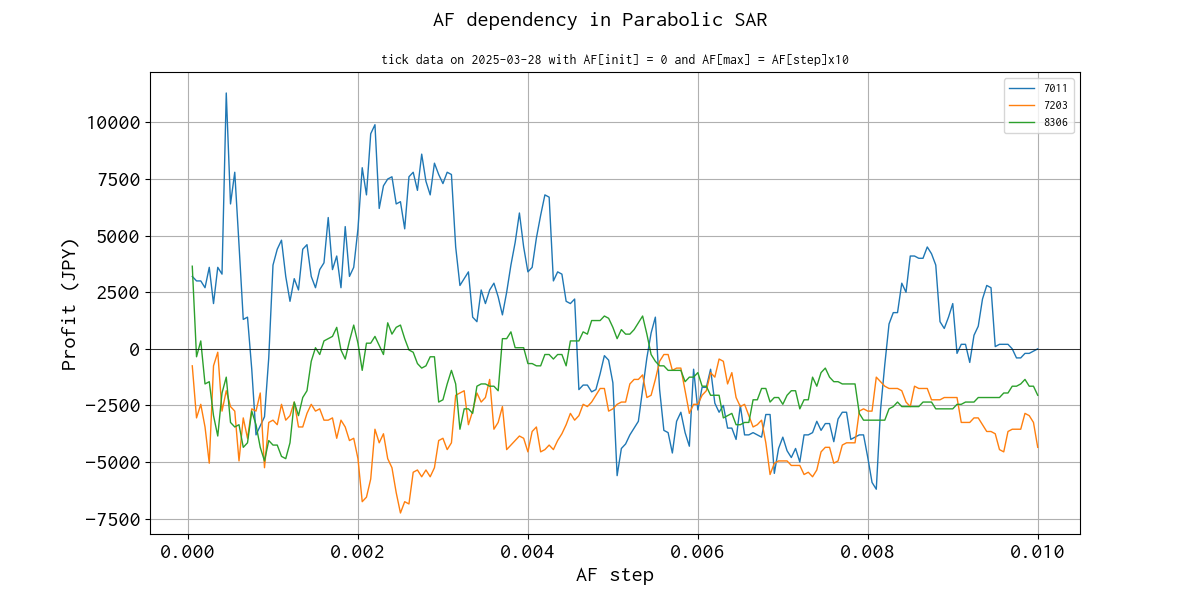 AF dependency in Parabolic SAR
tick data on 2025-03-28 with AF[init] = 0 and AF[max] = AF[step]x10
7011
7203
8306
10000
7500
5000
2500
0
−2500
−5000
−7500
Profit (JPY)
0.000 0.002 0.004 0.006 0.008 0.010
AF step